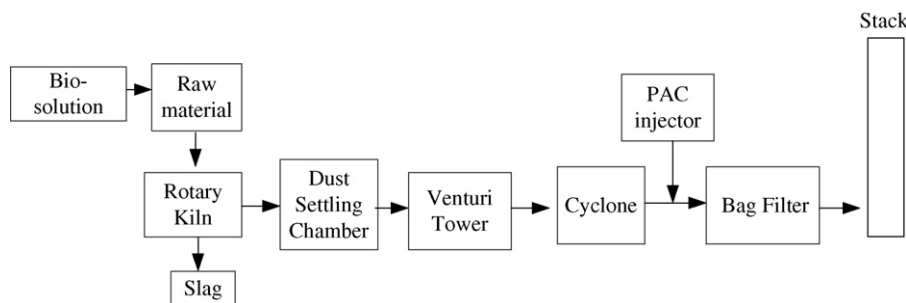 Stack
Bio-
solution
Raw
material
PAC
injector
Rotary
Kiln
Dust
Settling
Chamber
Venturi
Tower
Cyclone
Bag Filter
Slag